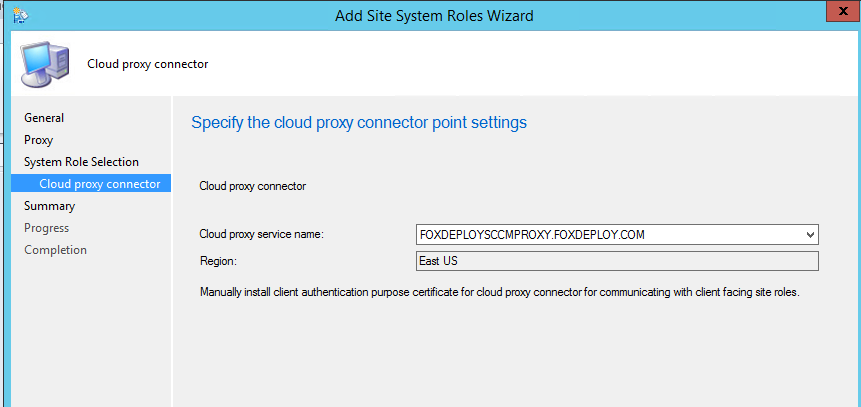 Add Site System Roles Wizard
x
Cloud proxy connector
General
Proxy
System Role Selection
Cloud proxy connector
Summary
Progress
Completion
Specify the cloud proxy connector point settings
Cloud proxy connector
Cloud proxy service name: FOXDEPLOYSCCMPROXY.FOXDEPLOY.COM
Region: East US
Manually install client authentication purpose certificate for cloud proxy connector for communicating with client facing site roles.